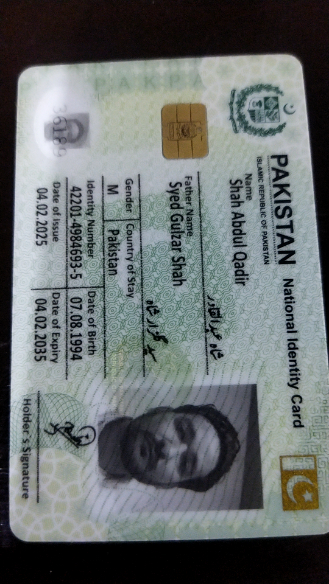 PAKISTAN National Identity Card
ISLAMIC REPUBLIC OF PAKISTAN
Name
Shah Abdul Qadir
شاہ عبدالقادر
Father Name
Syed Gulzar Shah
سید گلزار شاہ
Gender Country of Stay
M Pakistan
Identity Number Date of Birth
42201-4984693-5 07.08.1994
Date of Issue Date of Expiry
04.02.2025 04.02.2035
Holder's Signature